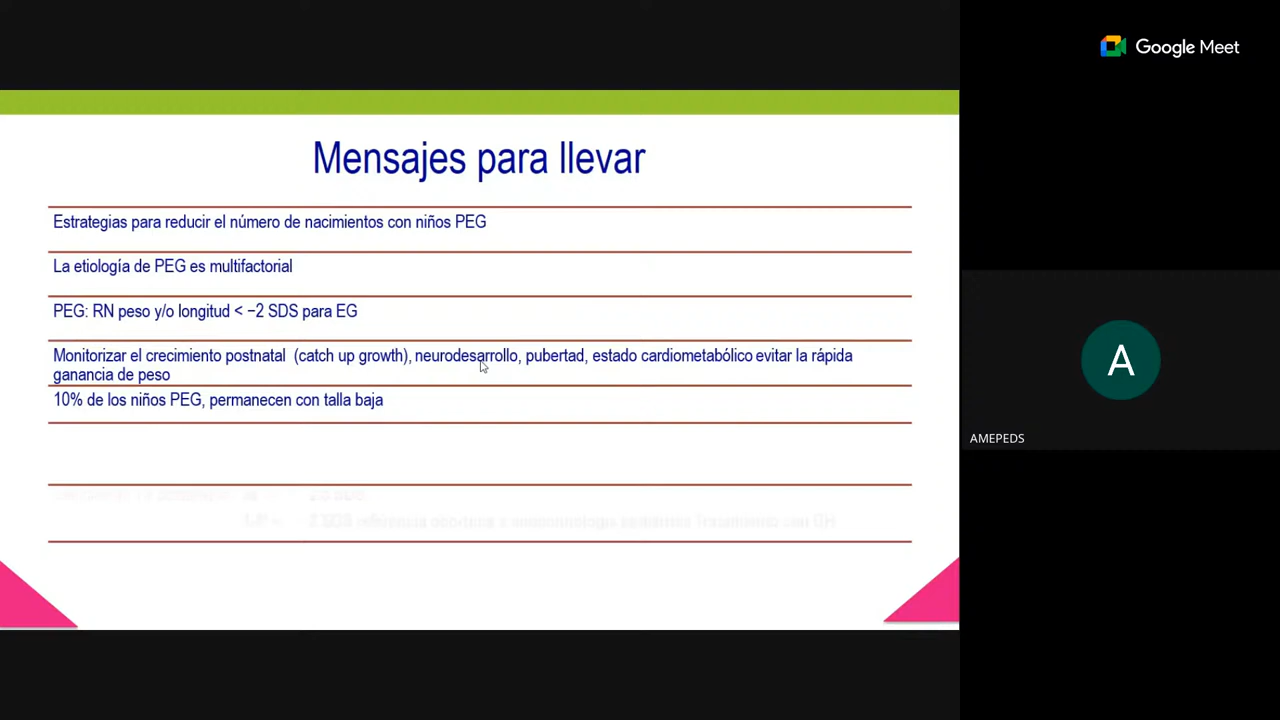 Google Meet
Mensajes para llevar
Estrategias para reducir el número de nacimientos con niños PEG
La etiología de PEG es multifactorial
PEG: RN peso y/o longitud < −2 SDS para EG
Monitorizar el crecimiento postnatal (catch up growth), neurodesarrollo, pubertad, estado cardiometabólico evitar la rápida
ganancia de peso
10% de los niños PEG, permanecen con talla baja
A
AMEPEDS